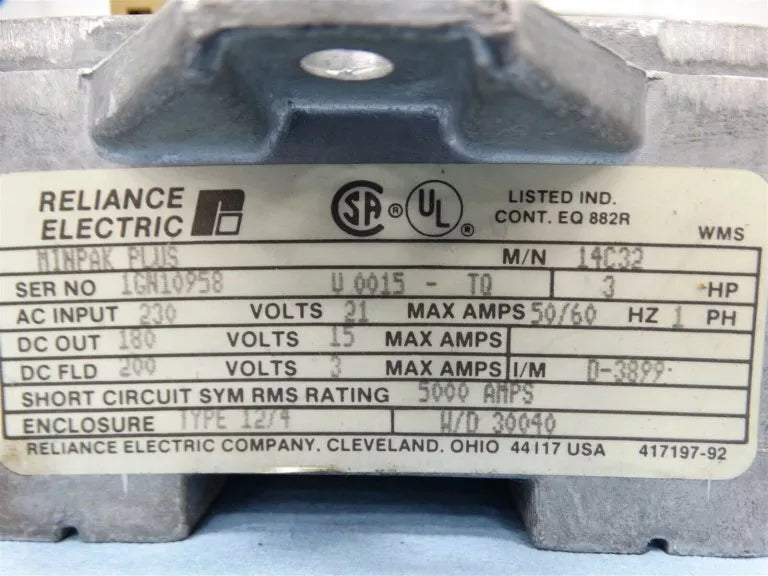 RELIANCE ELECTRIC
SA ® UL ®
LISTED IND.
CONT. EQ 882R
WMS
MINPAK PLUS M/N 14C32
SER NO 1GN10958 V 0015 - TQ 3 HP
AC INPUT 230 VOLTS 21 MAX AMPS 50/60 HZ 1 PH
DC OUT 180 VOLTS 15 MAX AMPS
DC FLD 200 VOLTS 3 MAX AMPS I/M D-3899
SHORT CIRCUIT SYM RMS RATING 5000 AMPS
ENCLOSURE TYPE 12/4 W/D 30040
RELIANCE ELECTRIC COMPANY, CLEVELAND, OHIO 44117 USA 417197-92